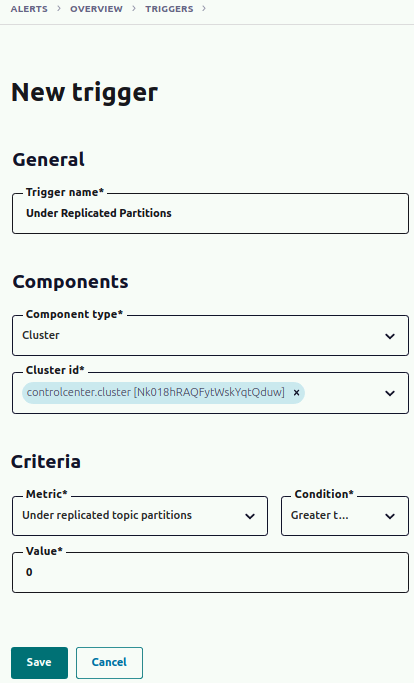 ALERTS > OVERVIEW > TRIGGERS >
New trigger
General
Trigger name*
Under Replicated Partitions
Components
Component type*
Cluster
Cluster id*
controlcenter.cluster [Nk018hRAQFytWskYqtQduw] ×
Criteria
Metric* Condition*
Under replicated topic partitions Greater t...
Value*
0
Save Cancel